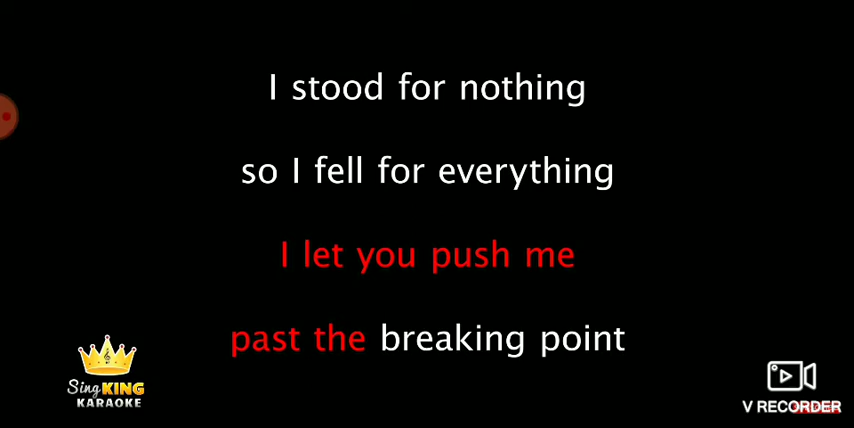 I stood for nothing
so I fell for everything
I let you push me
past the breaking point
Sing KING
KARAOKE
V RECORDER